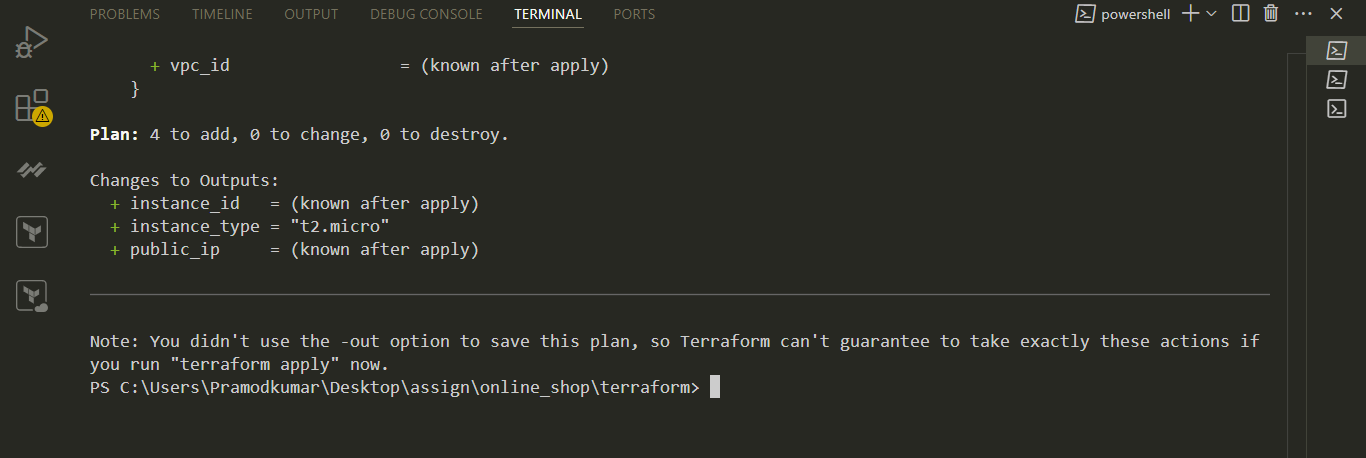 PROBLEMS TIMELINE OUTPUT DEBUG CONSOLE TERMINAL PORTS powershell
+ vpc_id = (known after apply)
}
Plan: 4 to add, 0 to change, 0 to destroy.
Changes to Outputs:
+ instance_id = (known after apply)
+ instance_type = "t2.micro"
+ public_ip = (known after apply)
Note: You didn't use the -out option to save this plan, so Terraform can't guarantee to take exactly these actions if
you run "terraform apply" now.
PS C:\Users\Pramodkumar\Desktop\assign\online_shop\terraform>